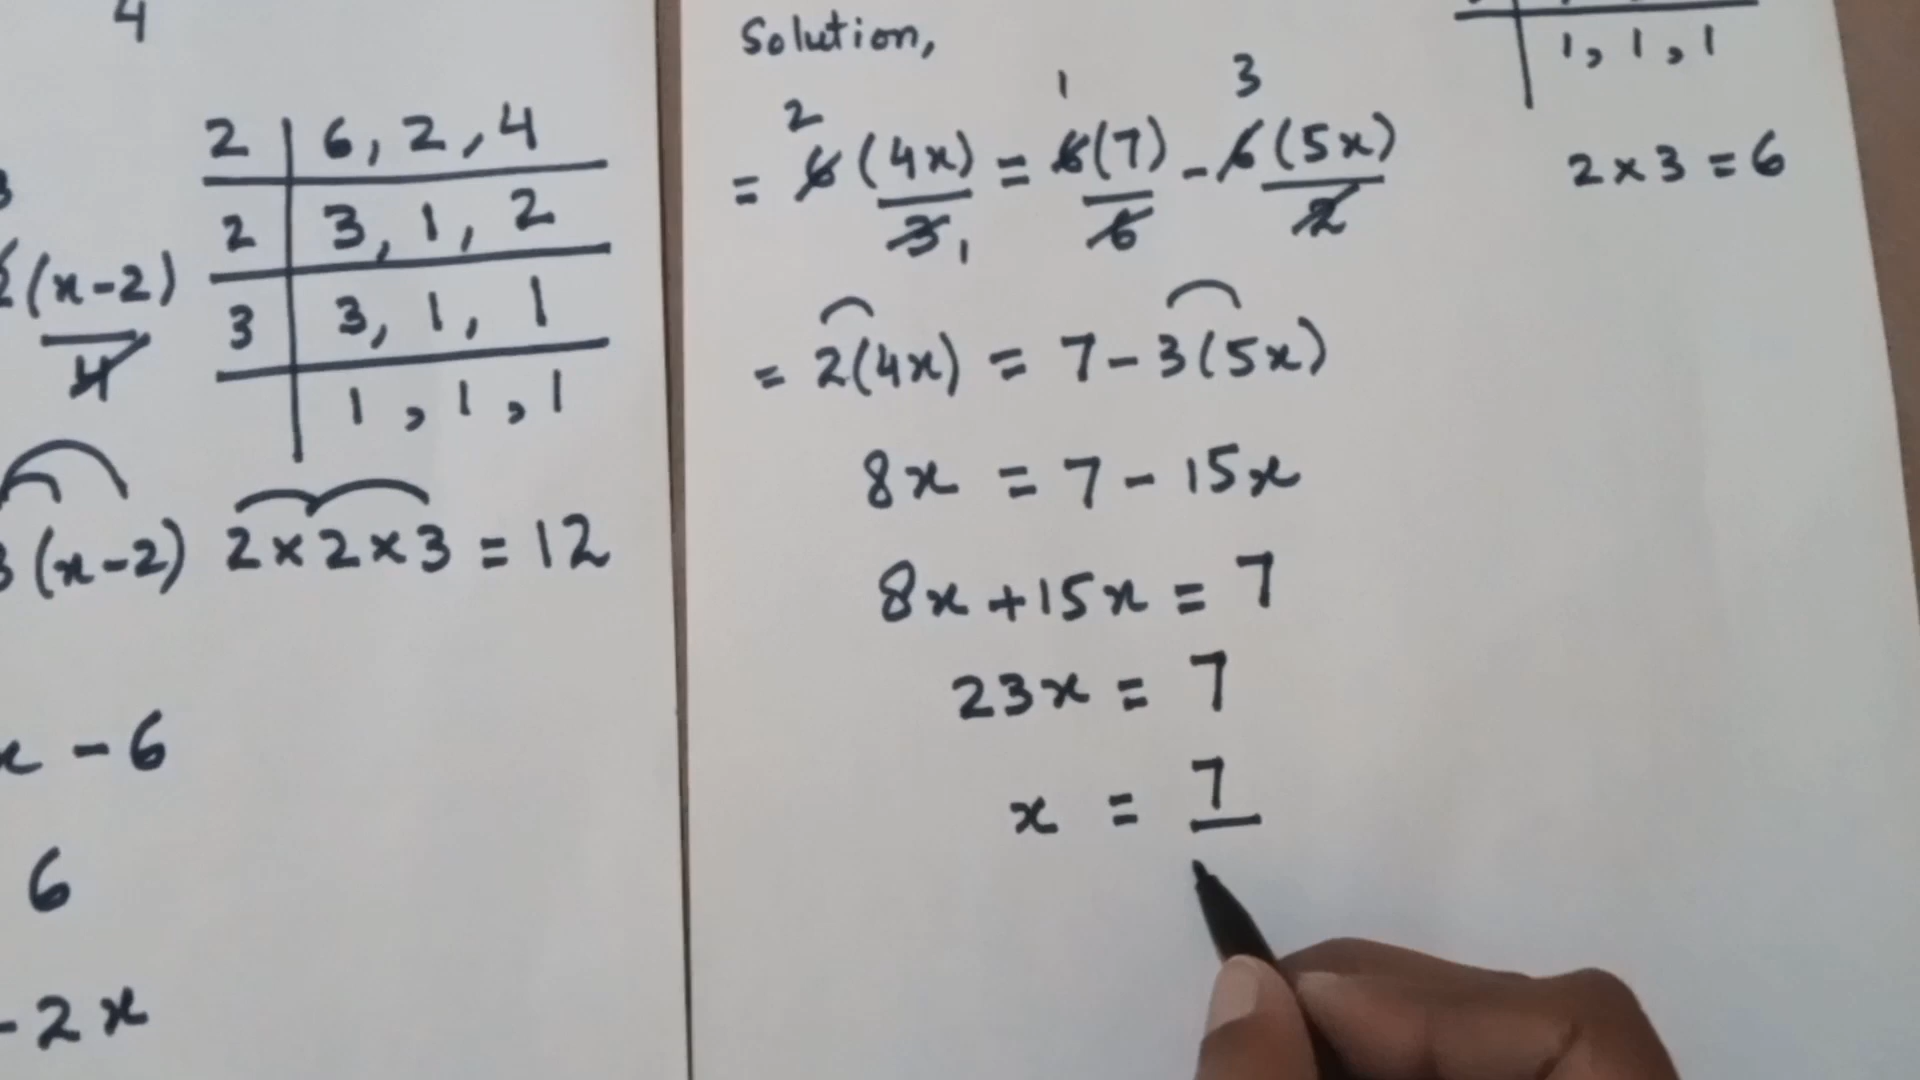 4
2 | 6, 2, 4
2 | 3, 1, 2
3 | 3, 1, 1
1, 1, 1
(x-2)
4
3(x-2) 2×2×3 = 12
x - 6
6
-2x
Solution,
2 1 3
= 6(4x) = 6(7) - 6(5x)
3 1 6 2
= 2(4x) = 7-3(5x)
8x = 7 - 15x
8x +15x = 7
23x = 7
x = 7
1, 1, 1
2×3 = 6